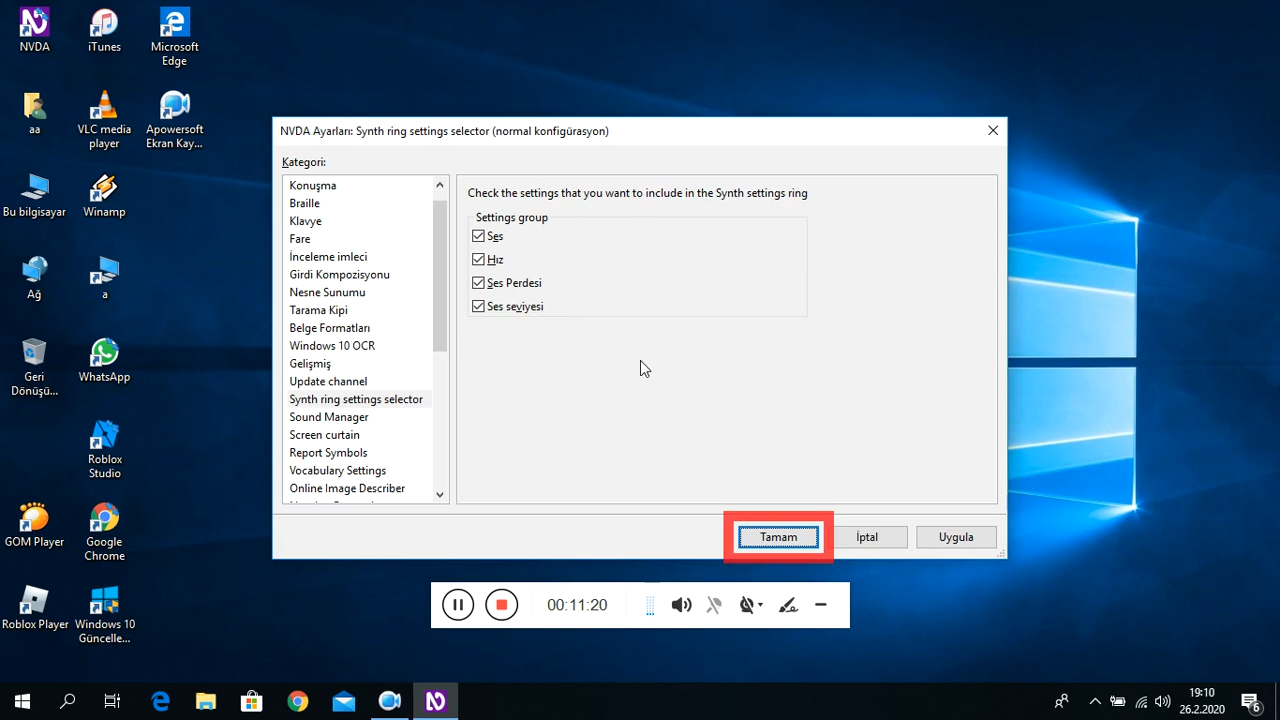 NVDA
iTunes
Microsoft
Edge
aa
VLC media
player
Apowersoft
Ekran Kay...
Bu bilgisayar
Winamp
Ağ
a
Geri
Dönüşü...
WhatsApp
Roblox
Studio
GOM Player
Google
Chrome
Roblox Player
Windows 10
Güncelle...
NVDA Ayarları: Synth ring settings selector (normal konfigürasyon)
Kategori:
Konuşma
Braille
Klavye
Fare
İnceleme imleci
Girdi Kompozisyonu
Nesne Sunumu
Tarama Kipi
Belge Formatları
Windows 10 OCR
Gelişmiş
Update channel
Synth ring settings selector
Sound Manager
Screen curtain
Report Symbols
Vocabulary Settings
Online Image Describer
Check the settings that you want to include in the Synth settings ring
Settings group
Ses
Hız
Ses Perdesi
Ses seviyesi
Tamam
İptal
Uygula
00:11:20
19:10
26.2.2020
6